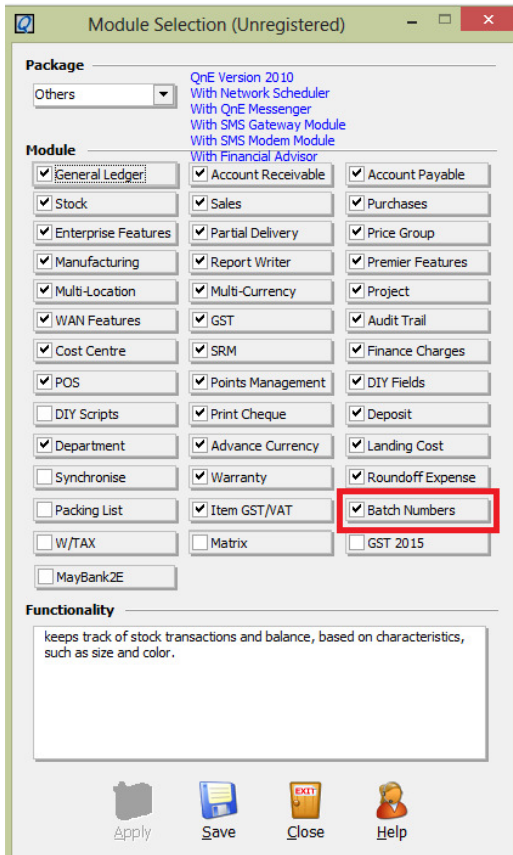 Module Selection (Unregistered)
Package
Others
QnE Version 2010
With Network Scheduler
With QnE Messenger
With SMS Gateway Module
With SMS Modem Module
With Financial Advisor
Module
General Ledger Account Receivable Account Payable
Stock Sales Purchases
Enterprise Features Partial Delivery Price Group
Manufacturing Report Writer Premier Features
Multi-Location Multi-Currency Project
WAN Features GST Audit Trail
Cost Centre SRM Finance Charges
POS Points Management DIY Fields
DIY Scripts Print Cheque Deposit
Department Advance Currency Landing Cost
Synchronise Warranty Roundoff Expense
Packing List Item GST/VAT Batch Numbers
W/TAX Matrix GST 2015
MayBank2E
Functionality
keeps track of stock transactions and balance, based on characteristics,
such as size and color.
EXIT
Apply Save Close Help